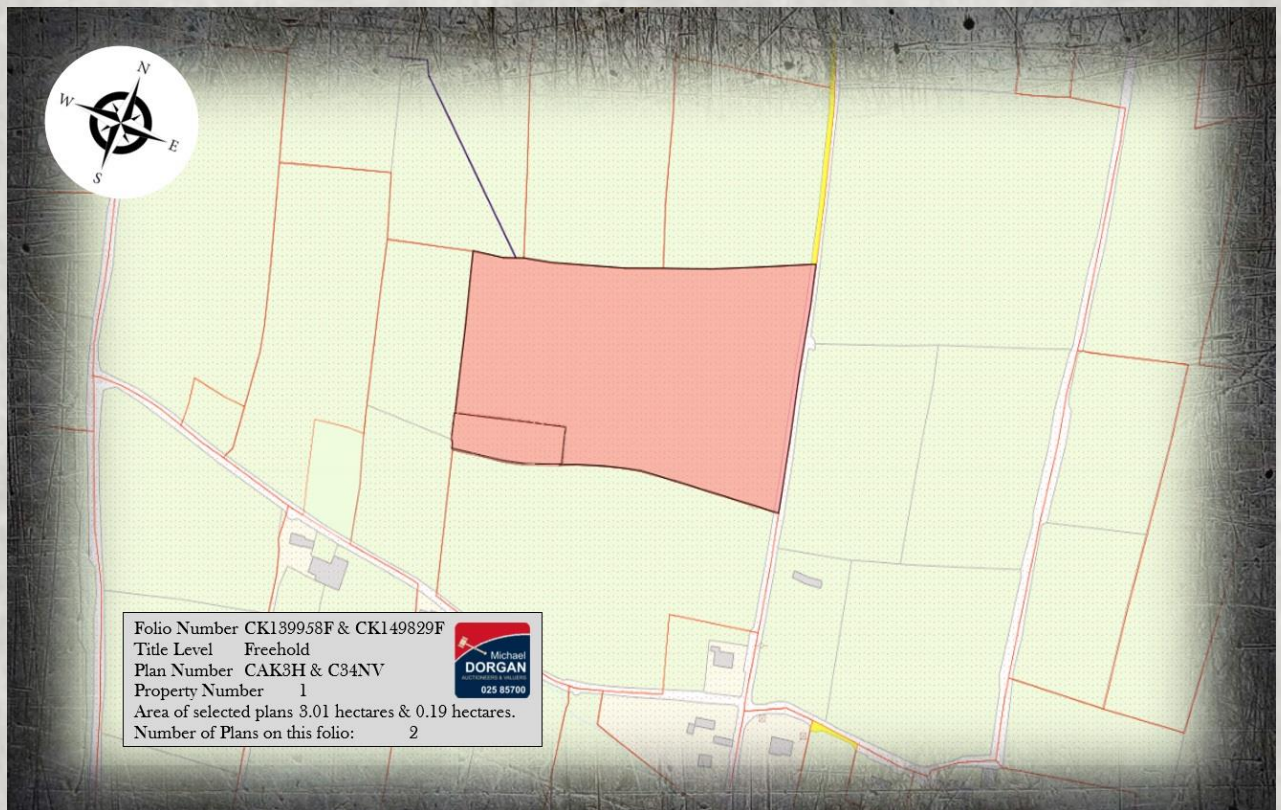 N
W
E
S
Folio Number CK139958F & CK149829F
Title Level Freehold
Plan Number CAK3H & C34NV
Property Number 1
Area of selected plans 3.01 hectares & 0.19 hectares.
Number of Plans on this folio: 2
Michael
DORGAN
AUCTIONEERS & VALUERS
025 85700